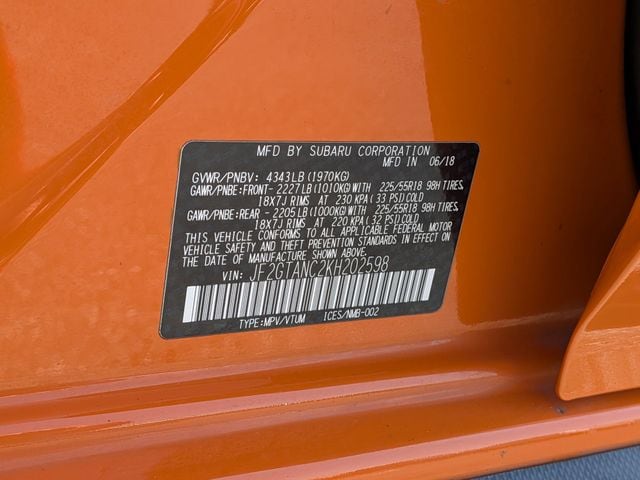 MFD BY SUBARU CORPORATION
MFD IN 06/18
GVWR/PNBV: 4343LB (1970KG)
GAWR/PNBE:FRONT-2227LB(1010KG)WITH 225/55R18 98H TIRES,
18X7J RIMS AT 230 KPA (33 PSI)COLD
GAWR/PNBE:REAR -2205LB(1000KG)WITH 225/55R18 98H TIRES,
18X7J RIMS AT 220 KPA (32 PSI)COLD
THIS VEHICLE CONFORMS TO ALL APPLICABLE FEDERAL MOTOR
VEHICLE SAFETY AND THEFT PREVENTION STANDARDS IN EFFECT ON
THE DATE OF MANUFACTURE SHOWN ABOVE.
VIN: JF2GTANC2KH202598
TYPE:MPV/VTUM ICES/NMB-002